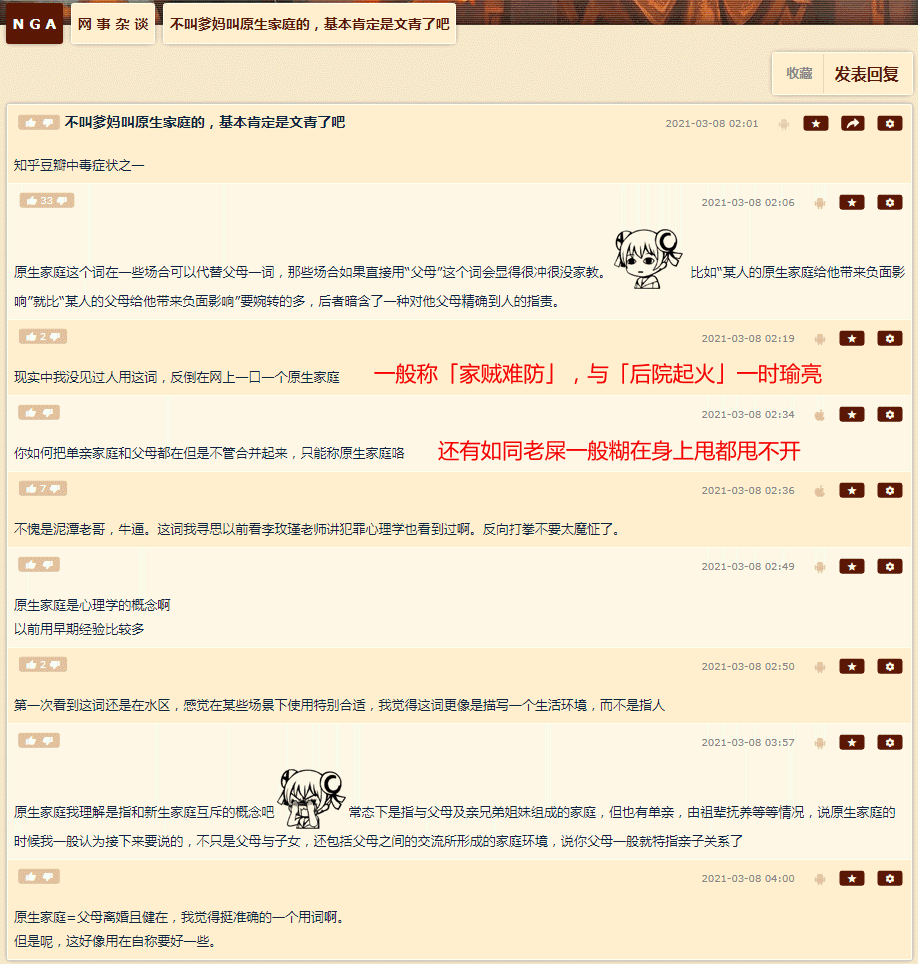 NGA 网事杂谈 不叫爹妈叫原生家庭的，基本肯定是文青了吧
收藏 发表回复
不叫爹妈叫原生家庭的，基本肯定是文青了吧 2021-03-08 02:01
知乎豆瓣中毒症状之一
33 2021-03-08 02:06
原生家庭这个词在一些场合可以代替父母一词，那些场合如果直接用“父母”这个词会显得很冲很没家教。 比如“某人的原生家庭给他带来负面影
响”就比“某人的父母给他带来负面影响”要婉转的多，后者暗含了一种对他父母精确到人的指责。
2 2021-03-08 02:19
现实中我没见过人用这词，反倒在网上一口一个原生家庭 一般称「家贼难防」，与「后院起火」一时瑜亮
2021-03-08 02:34
你如何把单亲家庭和父母都在但是不管合并起来，只能称原生家庭咯 还有如同老屎一般糊在身上甩都甩不开
7 2021-03-08 02:36
不愧是泥潭老哥，牛逼。这词我寻思以前看李玫瑾老师讲犯罪心理学也看到过啊。反向打拳不要太魔怔了。
2021-03-08 02:49
原生家庭是心理学的概念啊
以前用早期经验比较多
2 2021-03-08 02:50
第一次看到这词还是在水区，感觉在某些场景下使用特别合适，我觉得这词更像是描写一个生活环境，而不是指人
2021-03-08 03:57
原生家庭我理解是指和新生家庭互斥的概念吧 常态下是指与父母及亲兄弟姐妹组成的家庭，但也有单亲，由祖辈抚养等等情况，说原生家庭的
时候我一般认为接下来要说的，不只是父母与子女，还包括父母之间的交流所形成的家庭环境，说你父母一般就特指亲子关系了
2021-03-08 04:00
原生家庭=父母离婚且健在，我觉得挺准确的一个用词啊。
但是呢，这好像用在自称要好一些。